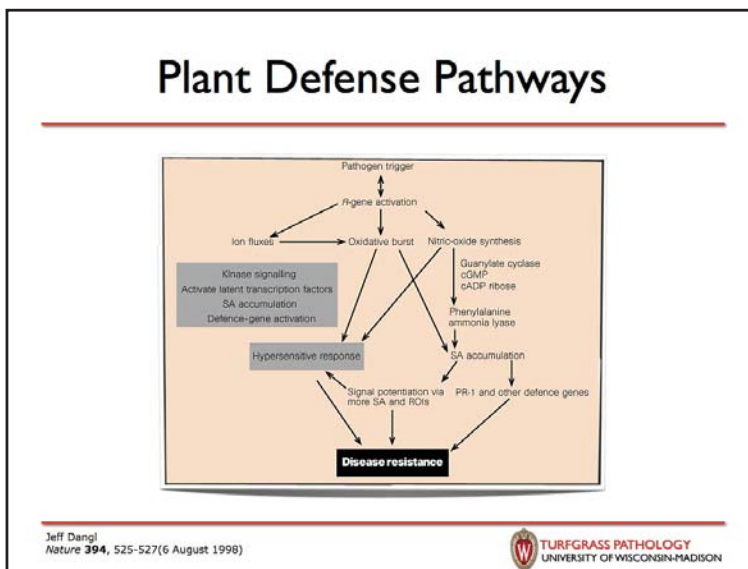 Plant Defense Pathways
Pathogen trigger
R-gene activation
Ion fluxes
Oxidative burst
Nitric-oxide synthesis
Guanylate cyclase
cGMP
cADP ribose
Kinase signalling
Activate latent transcription factors
SA accumulation
Defence-gene activation
Phenylalanine
ammonia lyase
Hypersensitive response
SA accumulation
Signal potentiation via
more SA and ROIs
PR-1 and other defence genes
Disease resistance
Jeff Dangl
Nature 394, 525-527(6 August 1998)
W
TURFGRASS PATHOLOGY
UNIVERSITY OF WISCONSIN-MADISON